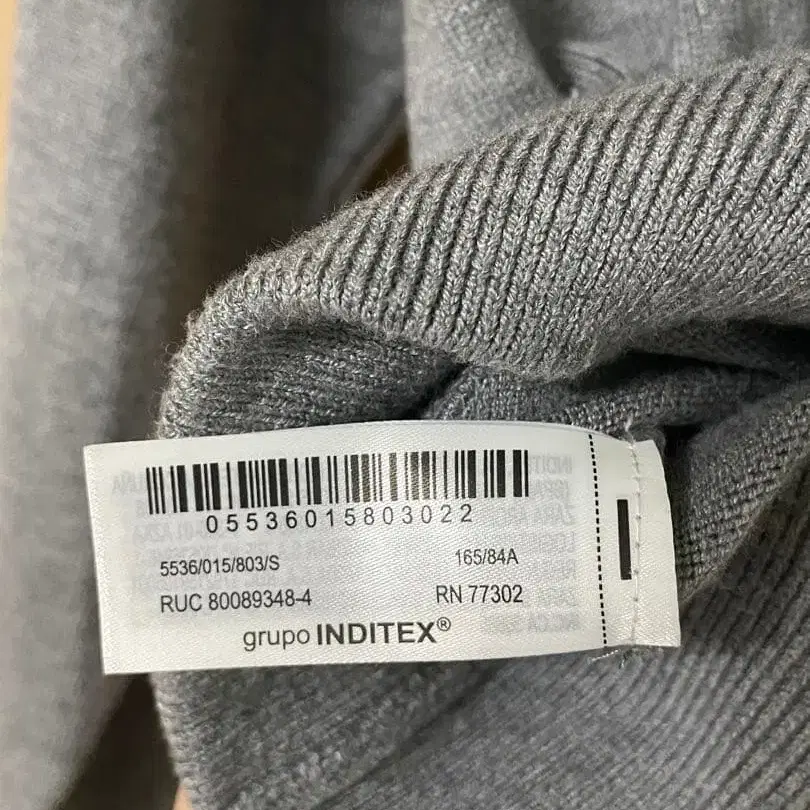 05536015803022
5536/015/803/S 165/84A
RUC 80089348-4 RN 77302
grupo INDITEX®